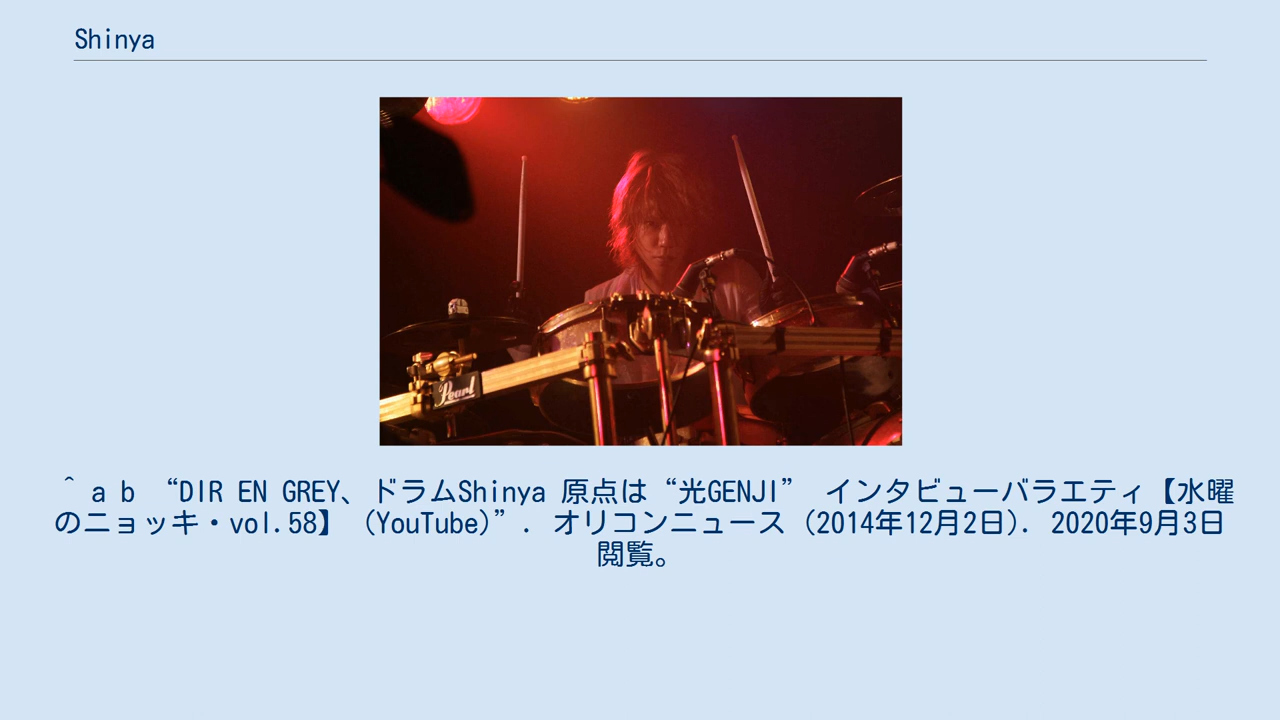 Shinya
Pearl
^ a b “DIR EN GREY、ドラムShinya 原点は“光GENJI” インタビューバラエティ【水曜
のニョッキ・vol.58】（YouTube）”. オリコンニュース (2014年12月2日). 2020年9月3日
閲覧。